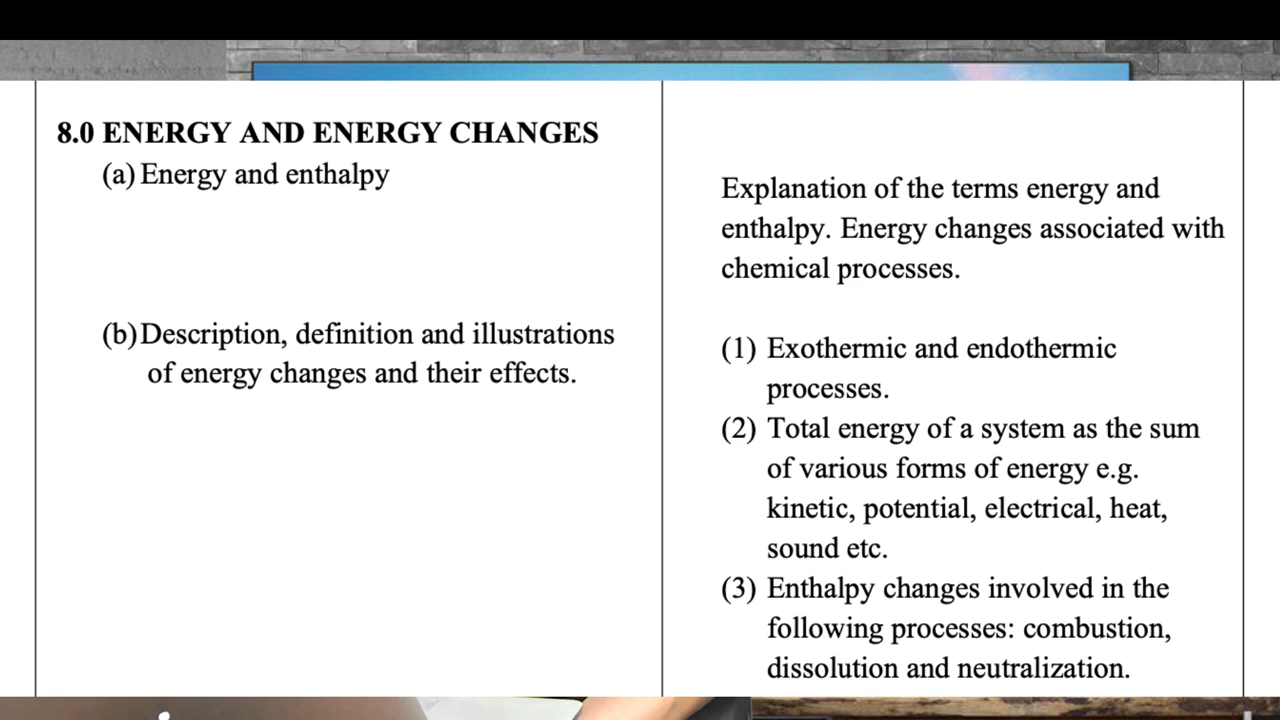 8.0 ENERGY AND ENERGY CHANGES
(a) Energy and enthalpy
(b) Description, definition and illustrations
of energy changes and their effects.
Explanation of the terms energy and
enthalpy. Energy changes associated with
chemical processes.
(1) Exothermic and endothermic
processes.
(2) Total energy of a system as the sum
of various forms of energy e.g.
kinetic, potential, electrical, heat,
sound etc.
(3) Enthalpy changes involved in the
following processes: combustion,
dissolution and neutralization.